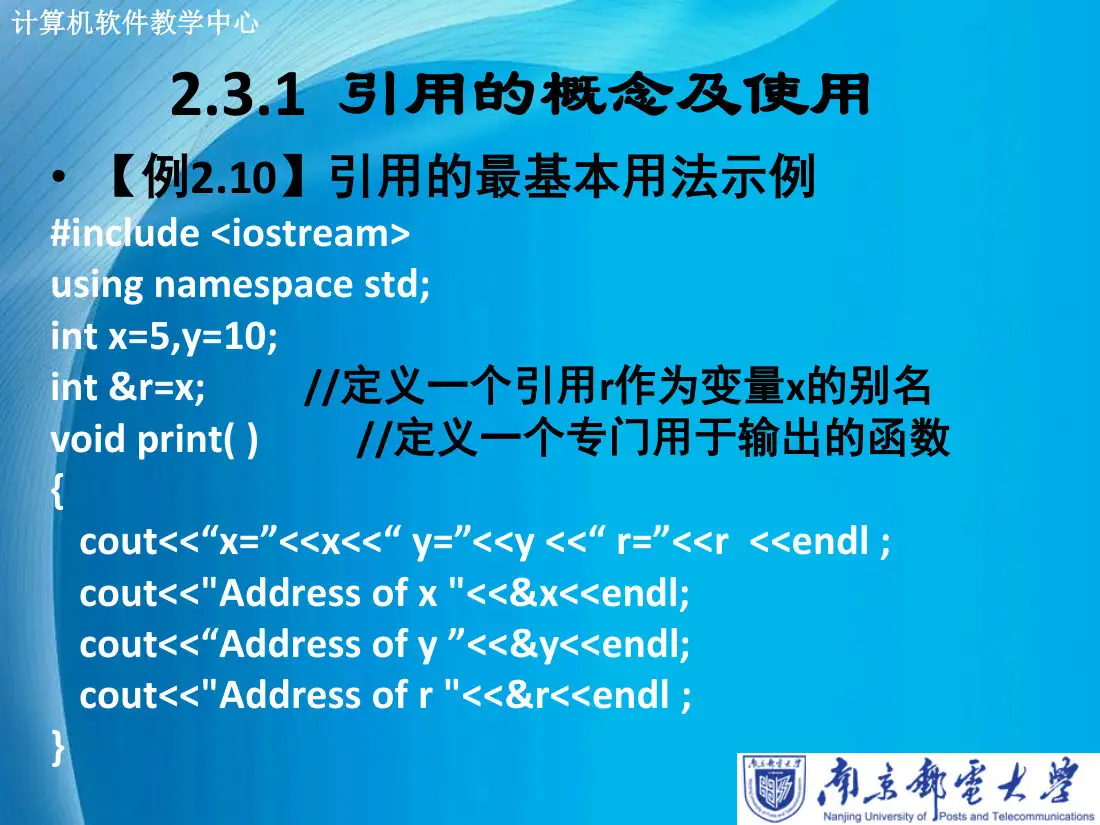 计算机软件教学中心
2.3.1 引用的概念及使用
• 【例2.10】引用的最基本用法示例
#include <iostream>
using namespace std;
int x=5,y=10;
int &r=x; //定义一个引用r作为变量x的别名
void print( ) //定义一个专门用于输出的函数
{
cout<<“x=”<<x<<“ y=”<<y <<“ r=”<<r <<endl ;
cout<<"Address of x "<<&x<<endl;
cout<<“Address of y ”<<&y<<endl;
cout<<"Address of r "<<&r<<endl ;
}
南京郵電大學
Nanjing University of Posts and Telecommunications